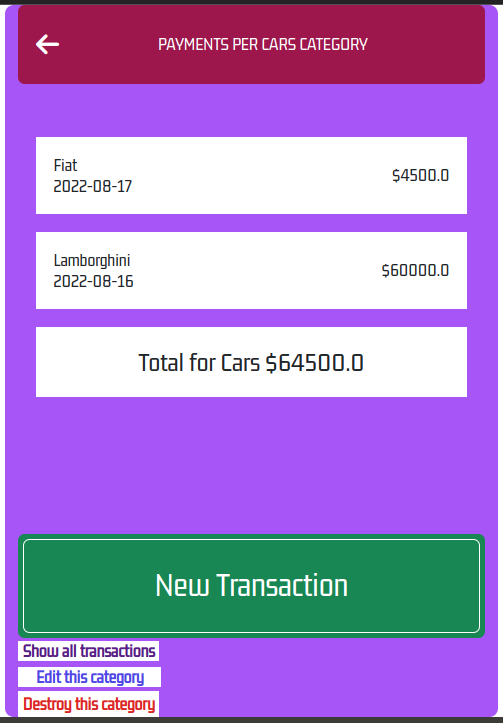 PAYMENTS PER CARS CATEGORY
Fiat
2022-08-17
$4500.0
Lamborghini
2022-08-16
$60000.0
Total for Cars $64500.0
New Transaction
Show all transactions
Edit this category
Destroy this category